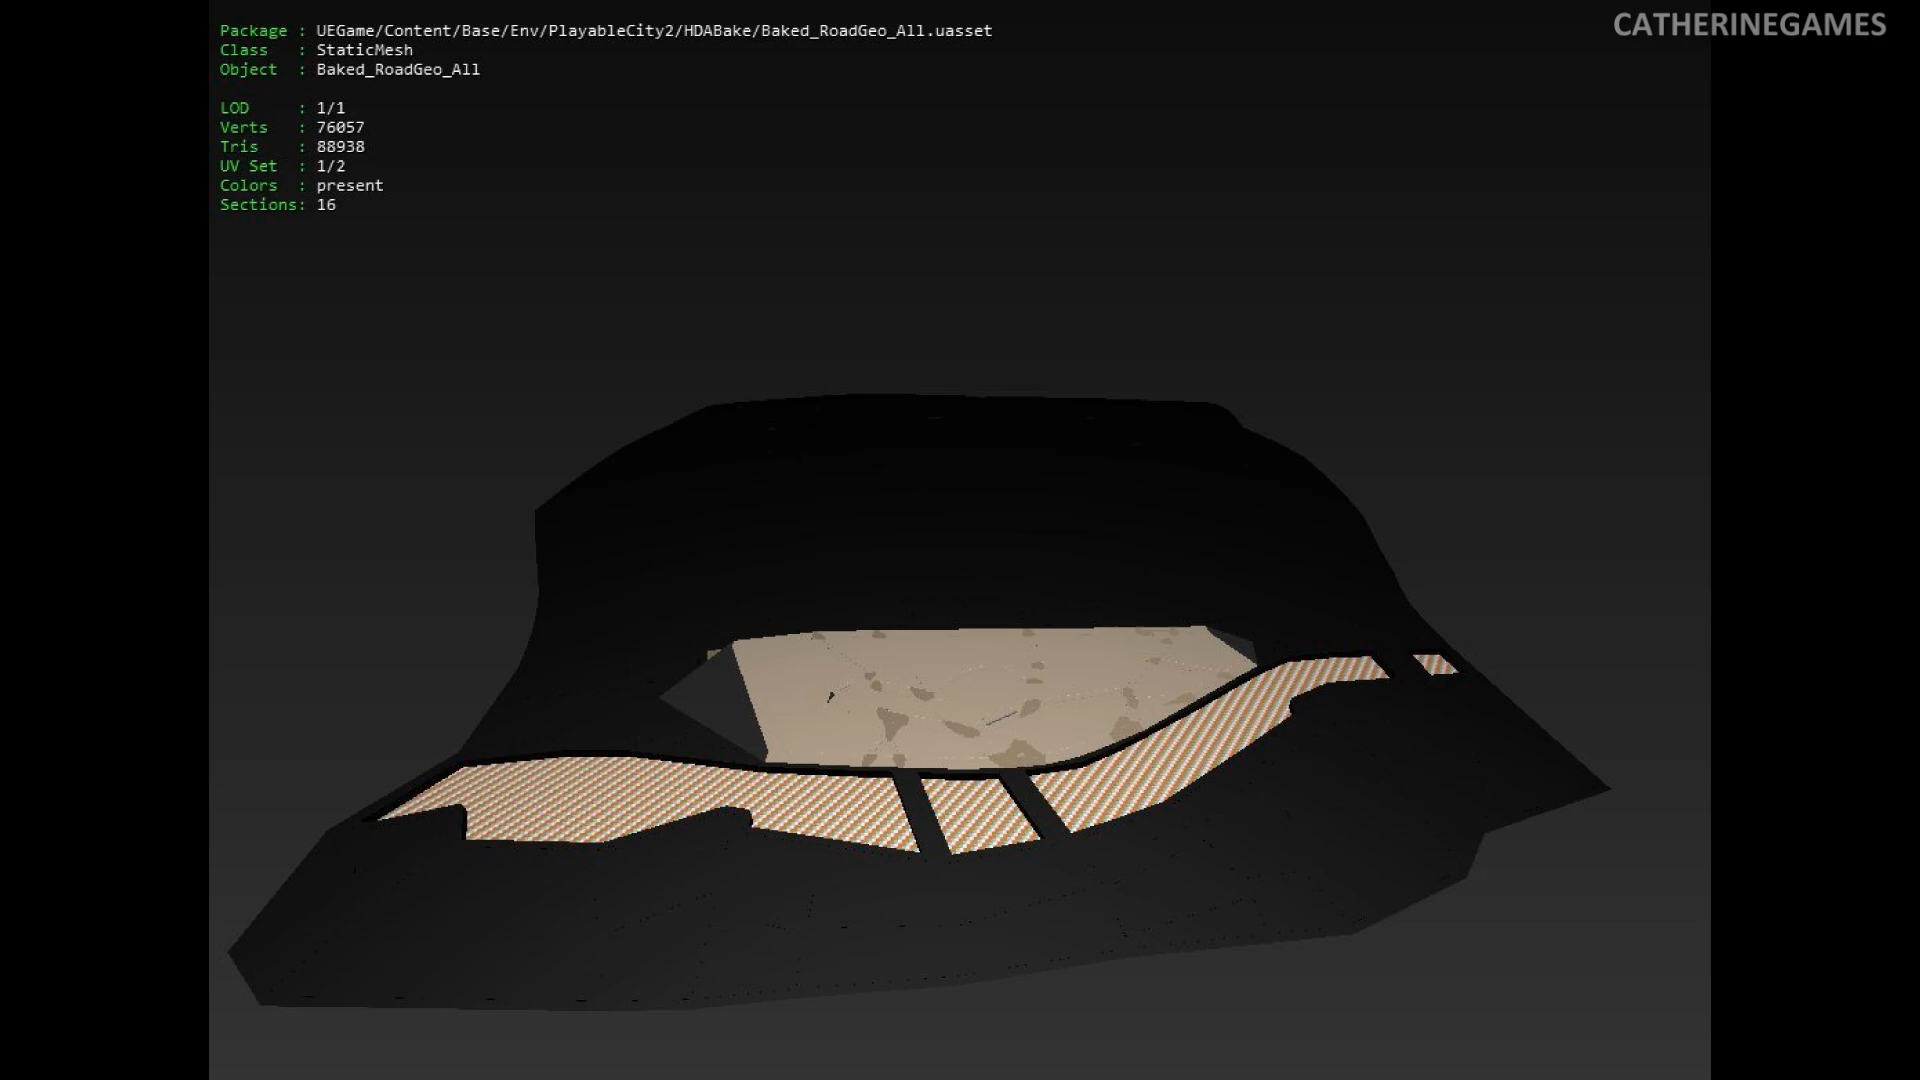 Package : UEGame/Content/Base/Env/PlayableCity2/HDABake/Baked_RoadGeo_All.uasset
CATHERINEGAMES
Class : StaticMesh
Object : Baked_RoadGeo_All
LOD : 1/1
Verts : 76057
Tris : 88938
UV Set : 1/2
Colors : present
Sections: 16